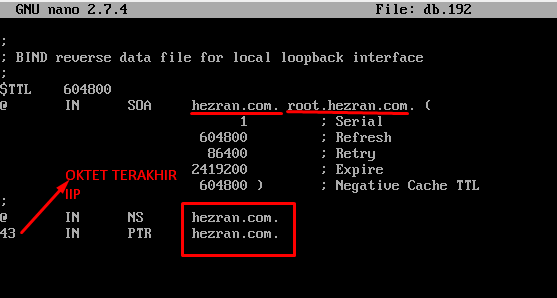 GNU nano 2.7.4 File: db.192
;
; BIND reverse data file for local loopback interface
;
$TTL 604800
@ IN SOA hezran.com. root.hezran.com. (
1 ; Serial
604800 ; Refresh
86400 ; Retry
2419200 ; Expire
604800 ) ; Negative Cache TTL
;
@ IN NS hezran.com.
43 IN PTR hezran.com.
OKTET TERAKHIR
IIP